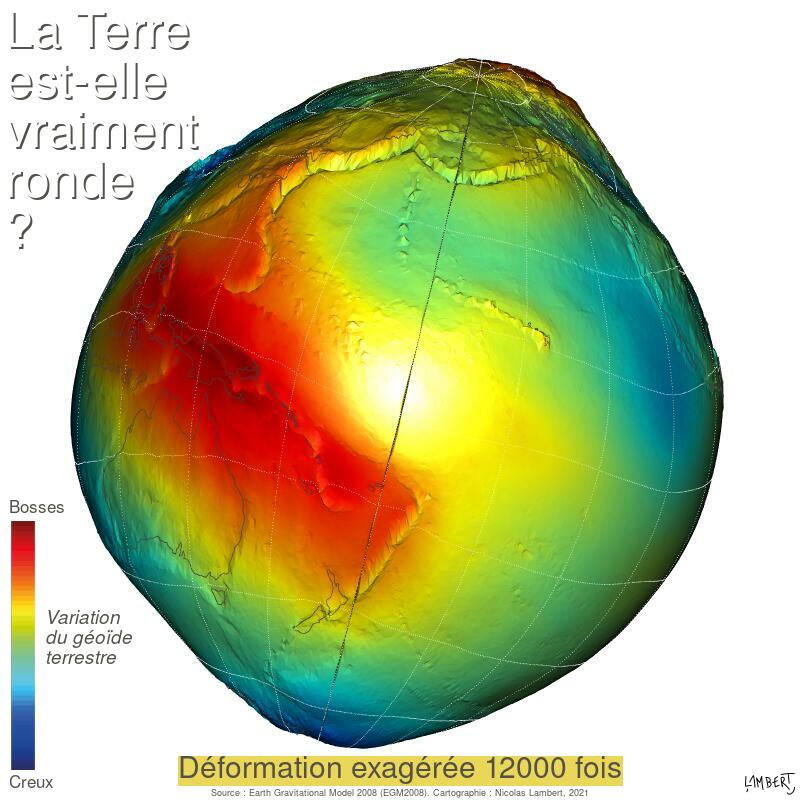 La Terre
est-elle
vraiment
ronde
?
Bosses
Variation
du géoïde
terrestre
Creux
Déformation exagérée 12000 fois
Source : Earth Gravitational Model 2008 (EGM2008). Cartographie : Nicolas Lambert, 2021
LAMBERT